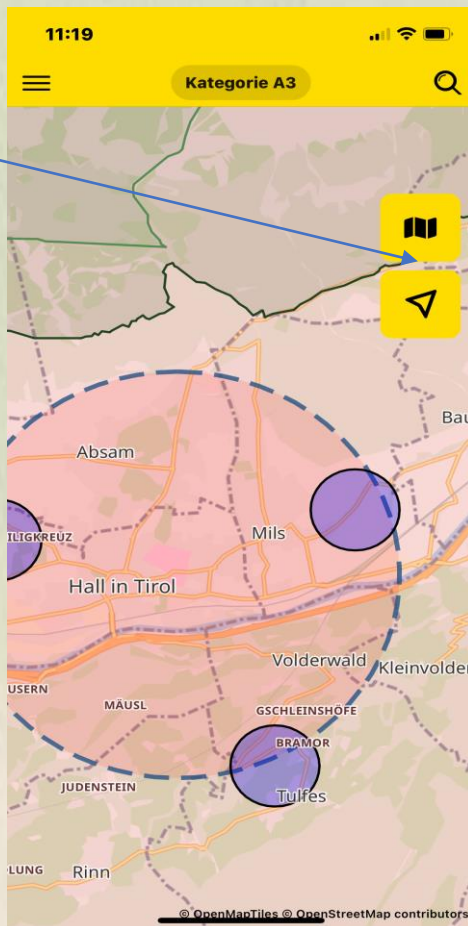 11:19
Kategorie A3
Bau
Absam
Mils
ILIGKREUZ
Hall in Tirol
Volderwald
Kleinvolder
USERN
MÄUSL
GSCHLEINSHÖFE
BRAMOR
JUDENSTEIN
Tulfes
LUNG
Rinn
© OpenMapTiles © OpenStreetMap contributors